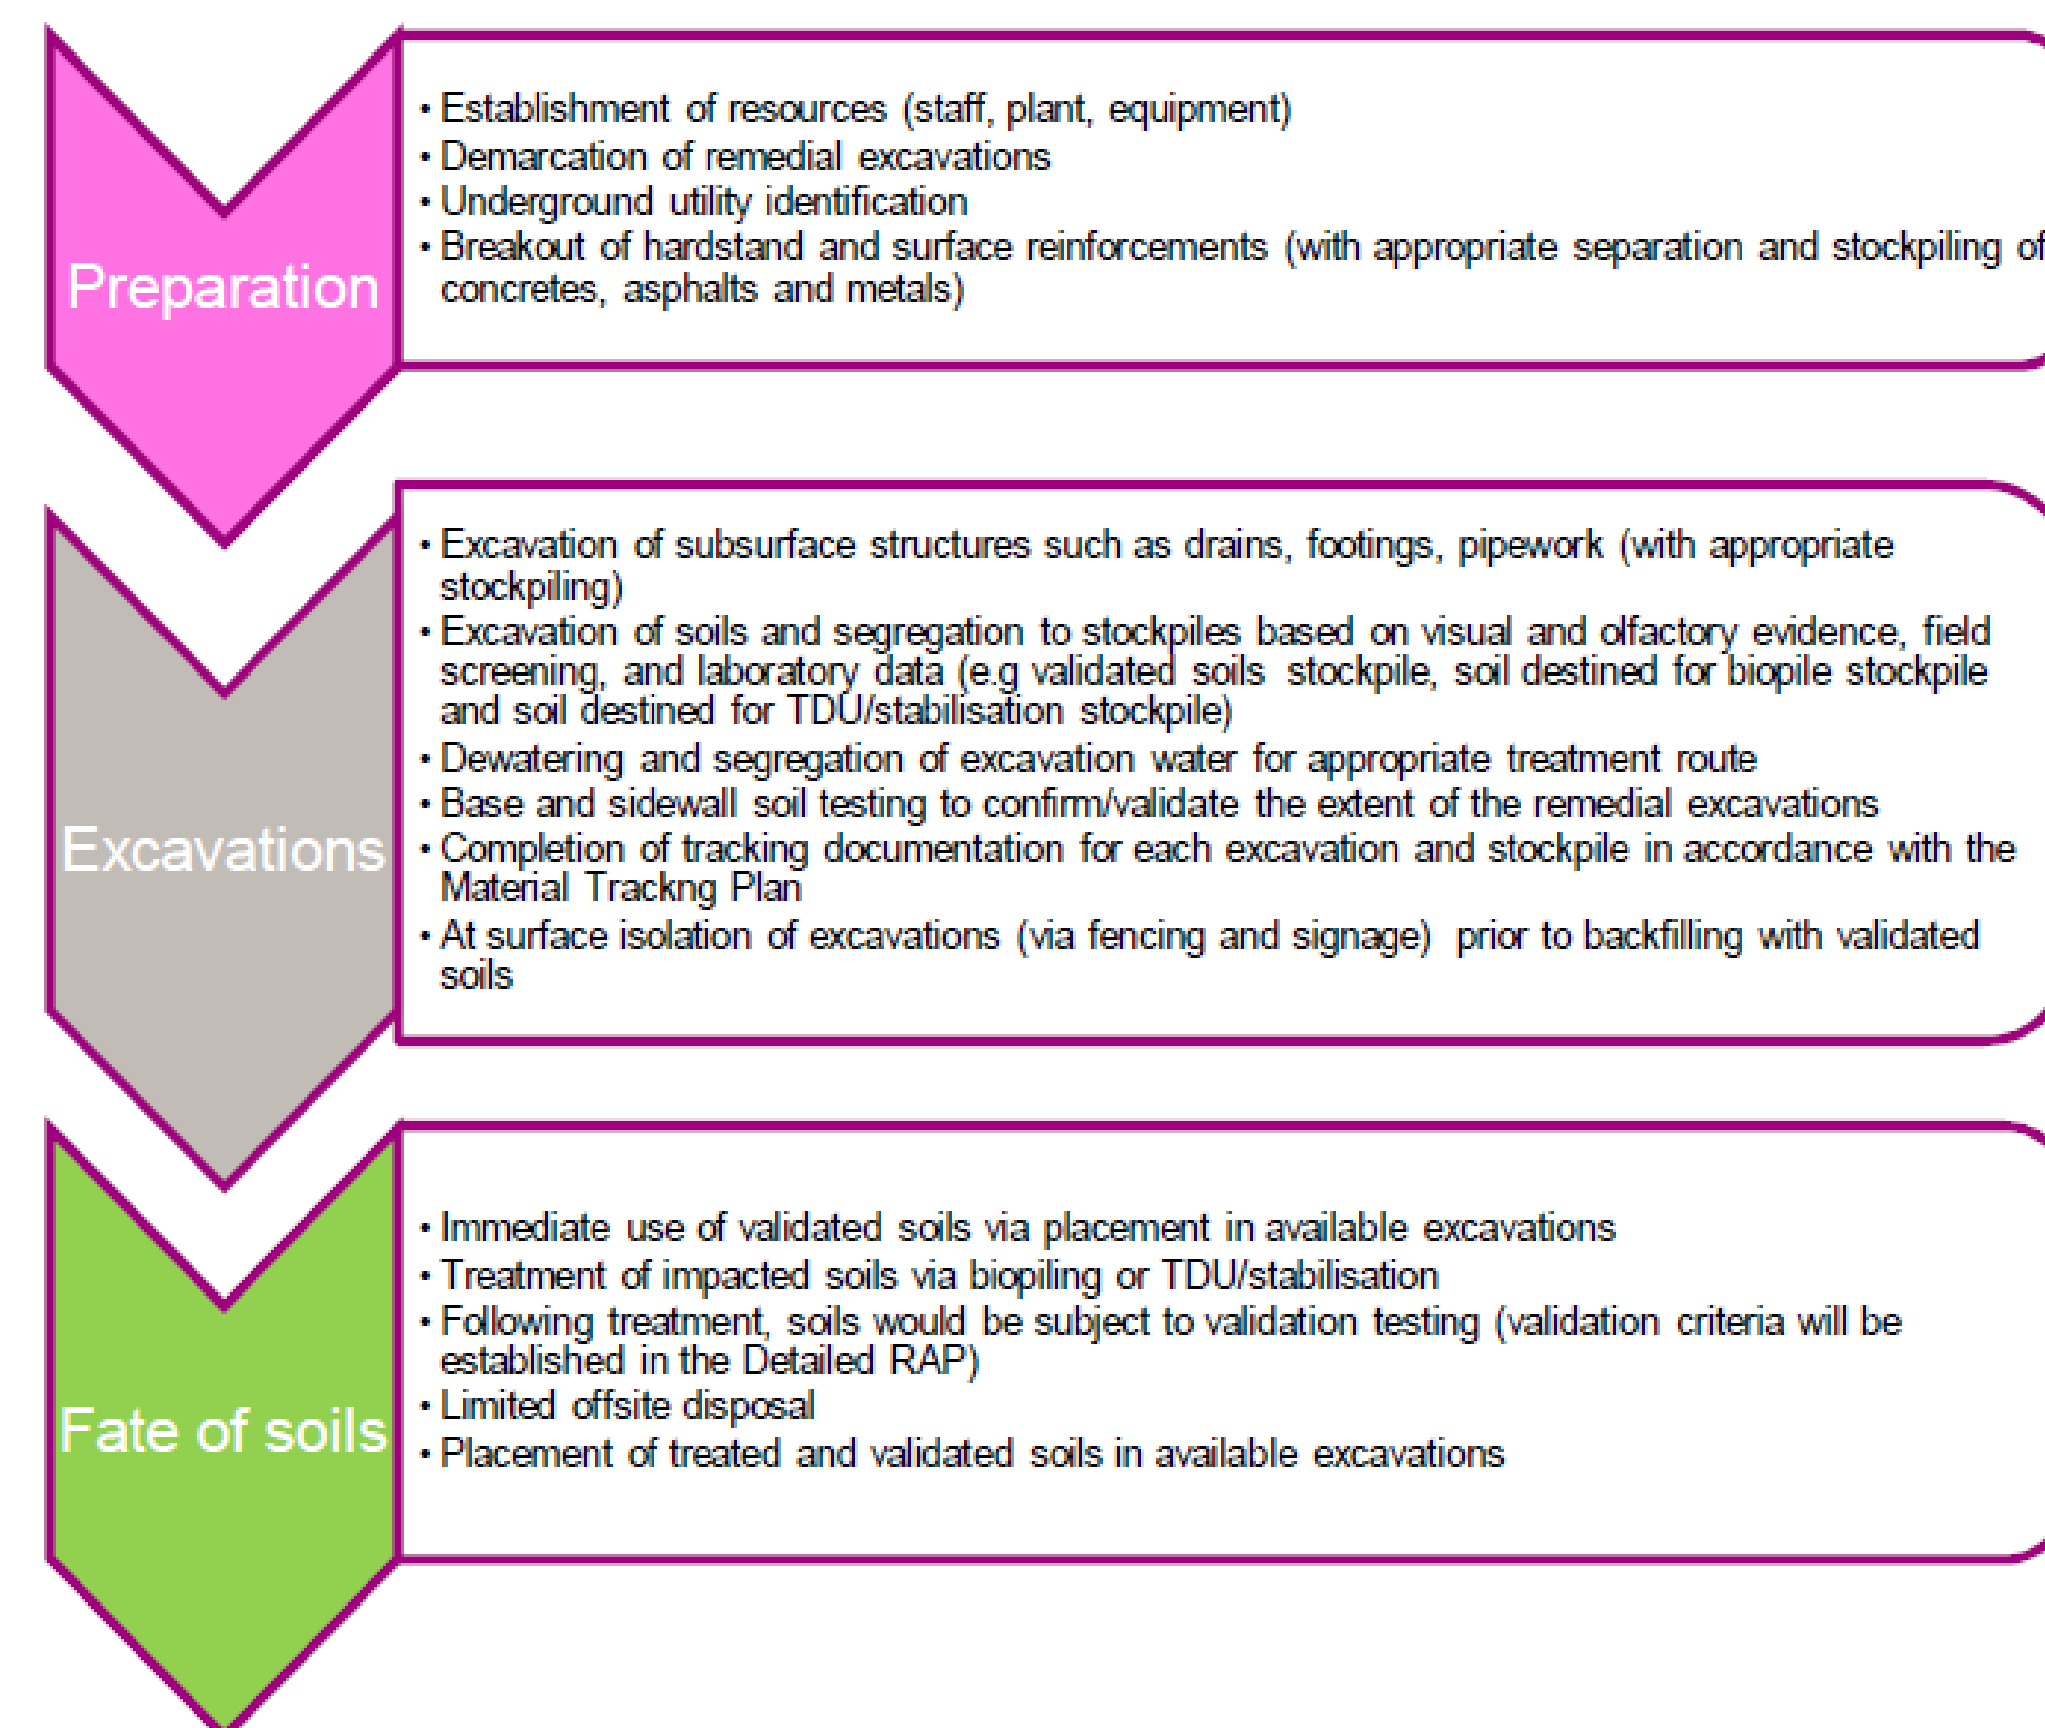 Preparation
• Establishment of resources (staff, plant, equipment)
• Demarcation of remedial excavations
• Underground utility identification
• Breakout of hardstand and surface reinforcements (with appropriate separation and stockpiling of
concretes, asphalts and metals)
Excavations
• Excavation of subsurface structures such as drains, footings, pipework (with appropriate
stockpiling)
• Excavation of soils and segregation to stockpiles based on visual and olfactory evidence, field
screening, and laboratory data (e.g validated soils stockpile, soil destined for biopile stockpile
and soil destined for TDU/stabilisation stockpile)
• Dewatering and segregation of excavation water for appropriate treatment route
• Base and sidewall soil testing to confirm/validate the extent of the remedial excavations
• Completion of tracking documentation for each excavation and stockpile in accordance with the
Material Trackng Plan
• At surface isolation of excavations (via fencing and signage) prior to backfilling with validated
soils
Fate of soils
• Immediate use of validated soils via placement in available excavations
• Treatment of impacted soils via biopiling or TDU/stabilisation
• Following treatment, soils would be subject to validation testing (validation criteria will be
established in the Detailed RAP)
• Limited offsite disposal
• Placement of treated and validated soils in available excavations